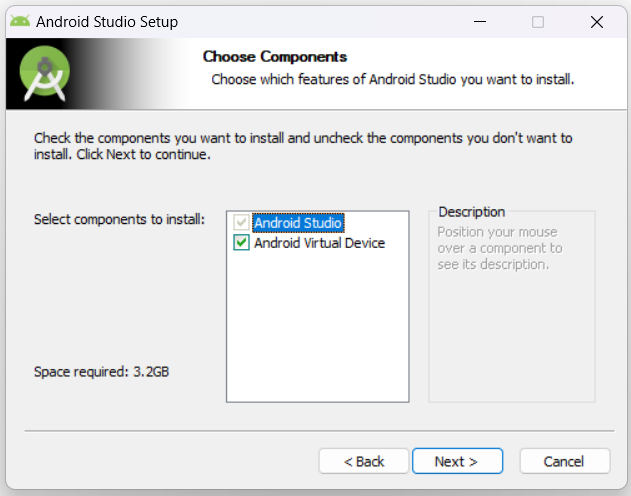 Android Studio Setup
Choose Components
Choose which features of Android Studio you want to install.
Check the components you want to install and uncheck the components you don't want to
install. Click Next to continue.
Select components to install:
Android Studio
Android Virtual Device
Description
Position your mouse
over a component to
see its description.
Space required: 3.2GB
< Back
Next >
Cancel